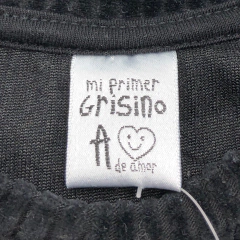 mi primer
Grisino
A
de amor